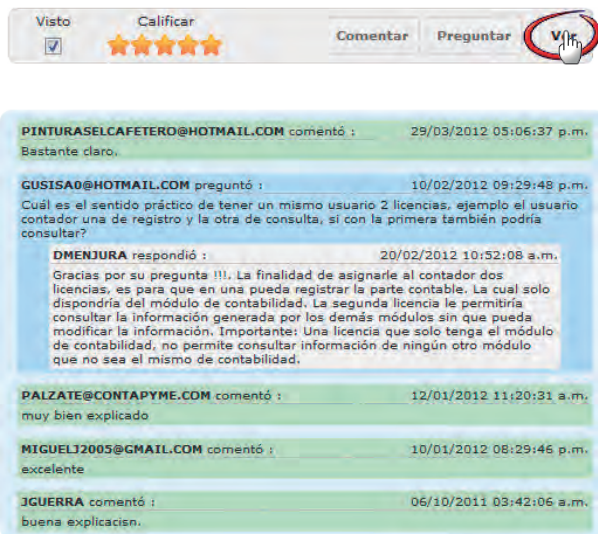 Visto Calificar
Comentar Preguntar Ver
PINTURASELCAFETERO@HOTMAIL.COM comentó : 29/03/2012 05:06:37 p.m.
Bastante claro.
GUSISA0@HOTMAIL.COM preguntó : 10/02/2012 09:29:48 p.m.
Cuál es el sentido práctico de tener un mismo usuario 2 licencias, ejemplo el usuario
contador una de registro y la otra de consulta, si con la primera también podría
consultar?
DMENJURA respondió : 20/02/2012 10:52:08 a.m.
Gracias por su pregunta !!!. La finalidad de asignarle al contador dos
licencias, es para que en una pueda registrar la parte contable. La cual solo
dispondría del módulo de contabilidad. La segunda licencia le permitiría
consultar la información generada por los demás módulos sin que pueda
modificar la información. Importante: Una licencia que solo tenga el módulo
de contabilidad, no permite consultar información de ningún otro módulo
que no sea el mismo de contabilidad.
PALZATE@CONTAPYME.COM comentó : 12/01/2012 11:20:31 a.m.
muy bien explicado
MIGUELJ2005@GMAIL.COM comentó : 10/01/2012 08:29:46 p.m.
excelente
JGUERRA comentó : 06/10/2011 03:42:06 a.m.
buena explicacisn.